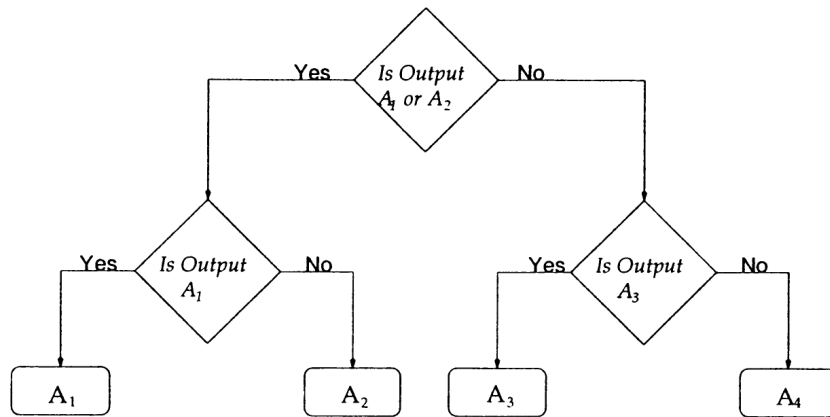 Yes
Is Output
A₁ or A₂
No
Yes
Is Output
A₁
No
Yes
Is Output
A₃
No
A₁
A₂
A₃
A₄